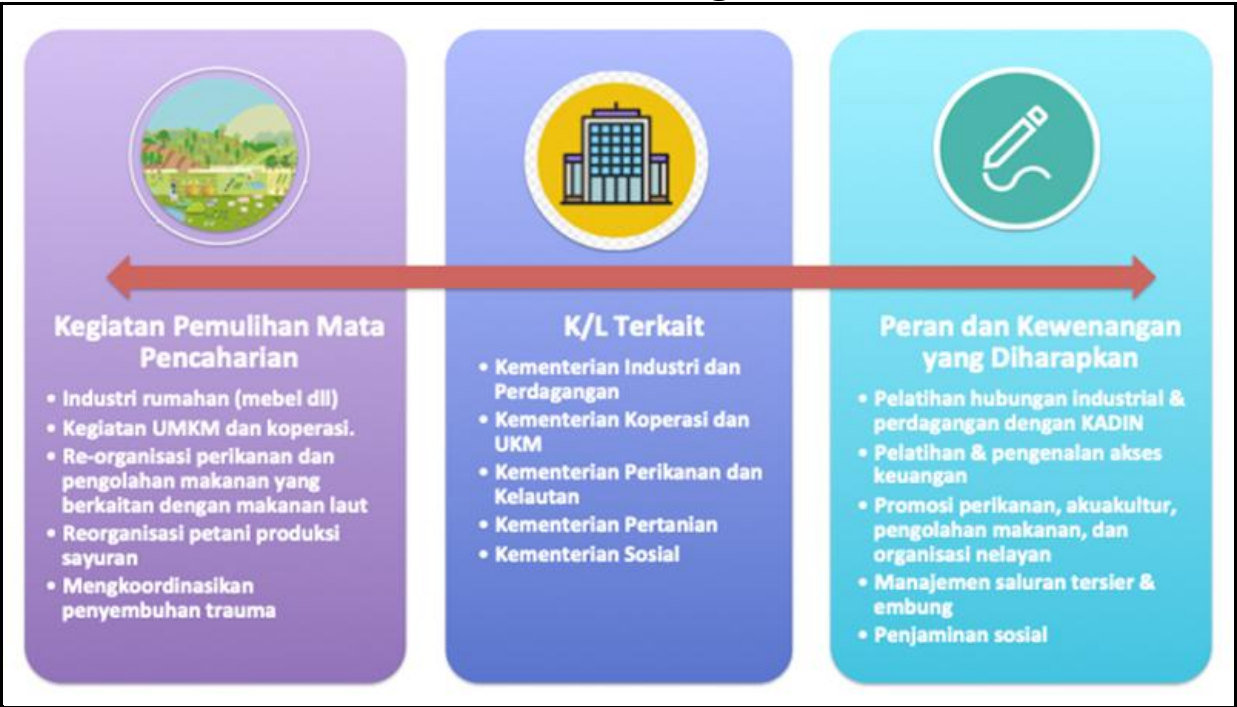 Kegiatan Pemulihan Mata
Pencaharian
• Industri rumahan (mebel dll)
• Kegiatan UMKM dan koperasi.
• Re-organisasi perikanan dan
pengolahan makanan yang
berkaitan dengan makanan laut
• Reorganisasi petani produksi
sayuran
• Mengkoordinasikan
penyembuhan trauma
K/L Terkait
• Kementerian Industri dan
Perdagangan
• Kementerian Koperasi dan
UKM
• Kementerian Perikanan dan
Kelautan
• Kementerian Pertanian
• Kementerian Sosial
Peran dan Kewenangan
yang Diharapkan
• Pelatihan hubungan industrial &
perdagangan dengan KADIN
• Pelatihan & pengenalan akses
keuangan
• Promosi perikanan, akuakultur,
pengolahan makanan, dan
organisasi nelayan
• Manajemen saluran tersier &
embung
• Penjaminan sosial